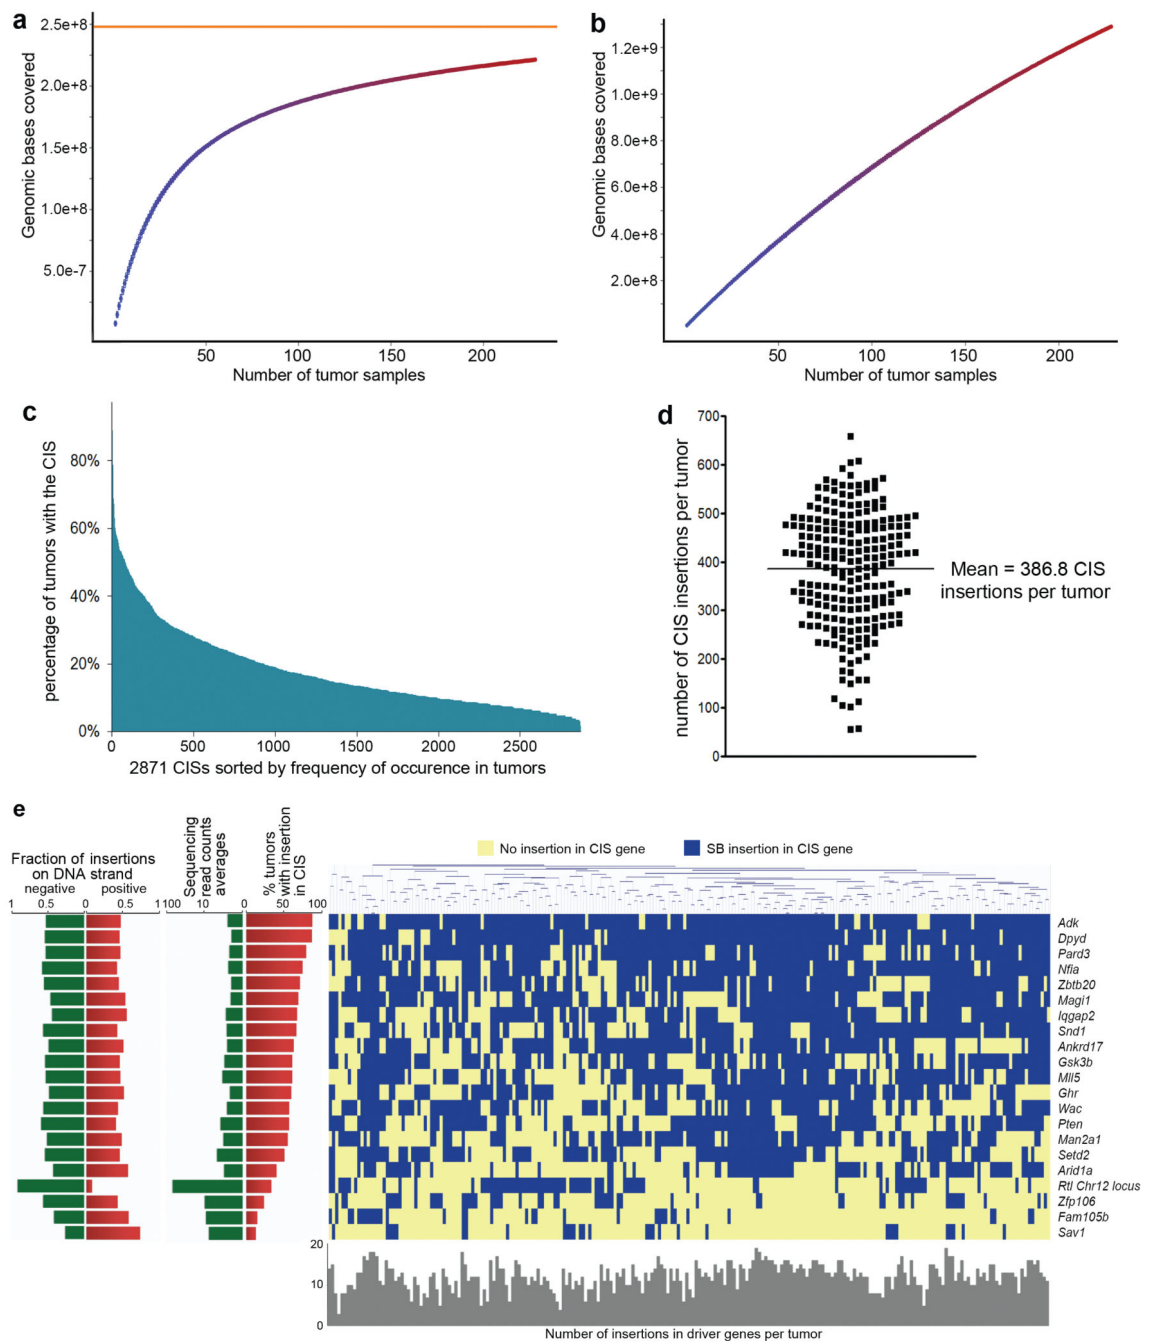 a
2.5e+8
2.0e+8
1.5e+8
1.0e+8
5.0e-7
Genomic bases covered
50 100 150 200
Number of tumor samples
b
1.2e+9
1.0e+9
8.0e+8
6.0e+8
4.0e+8
2.0e+8
Genomic bases covered
50 100 150 200
Number of tumor samples
c
percentage of tumors with the CIS
80%
60%
40%
20%
0%
0 500 1000 1500 2000 2500
2871 CISs sorted by frequency of occurence in tumors
d
number of CIS insertions per tumor
700
600
500
400
300
200
100
0
Mean = 386.8 CIS
insertions per tumor
e
Fraction of insertions
on DNA strand
negative positive
1 0.5 0 0.5 1
Sequencing
read counts
averages
100 10 0
% tumors
with insertion
in CIS
50 100
No insertion in CIS gene
SB insertion in CIS gene
Adk
Dpyd
Pard3
Nfia
Zbtb20
Magi1
Iqgap2
Snd1
Ankrd17
Gsk3b
Mll5
Ghr
Wac
Pten
Man2a1
Setd2
Arid1a
Rtl Chr12 locus
Zfp106
Fam105b
Sav1
20
10
0
Number of insertions in driver genes per tumor